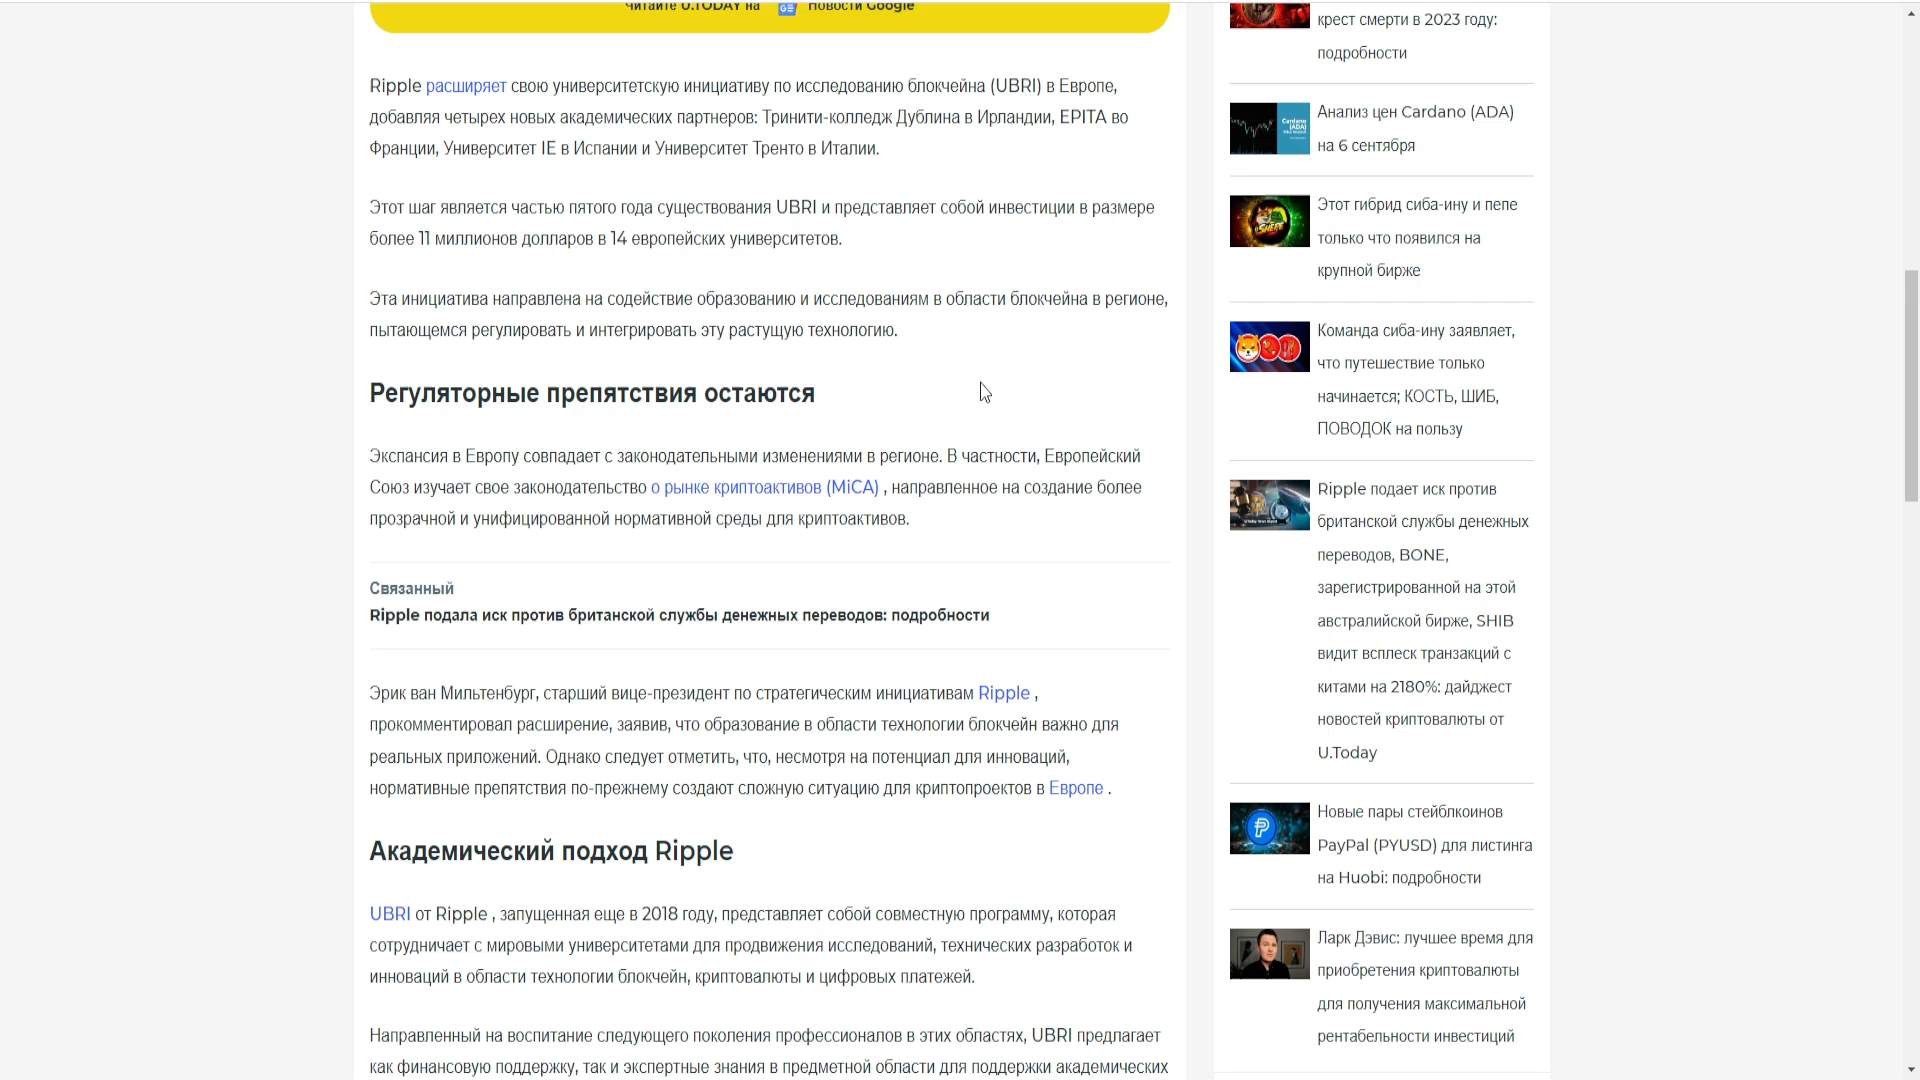 Читайте U.TODAY на Новости Google
Ripple расширяет свою университетскую инициативу по исследованию блокчейна (UBRI) в Европе,
добавляя четырех новых академических партнеров: Тринити-колледж Дублина в Ирландии, EPITA во
Франции, Университет IE в Испании и Университет Тренто в Италии.
Этот шаг является частью пятого года существования UBRI и представляет собой инвестиции в размере
более 11 миллионов долларов в 14 европейских университетов.
Эта инициатива направлена на содействие образованию и исследованиям в области блокчейна в регионе,
пытающемся регулировать и интегрировать эту растущую технологию.
Регуляторные препятствия остаются
Экспансия в Европу совпадает с законодательными изменениями в регионе. В частности, Европейский
Союз изучает свое законодательство о рынке криптоактивов (MiCA) , направленное на создание более
прозрачной и унифицированной нормативной среды для криптоактивов.
Связанный
Ripple подала иск против британской службы денежных переводов: подробности
Эрик ван Мильтенбург, старший вице-президент по стратегическим инициативам Ripple ,
прокомментировал расширение, заявив, что образование в области технологии блокчейн важно для
реальных приложений. Однако следует отметить, что, несмотря на потенциал для инноваций,
нормативные препятствия по-прежнему создают сложную ситуацию для криптопроектов в Европе .
Академический подход Ripple
UBRI от Ripple , запущенная еще в 2018 году, представляет собой совместную программу, которая
сотрудничает с мировыми университетами для продвижения исследований, технических разработок и
инноваций в области технологии блокчейн, криптовалюты и цифровых платежей.
Направленный на воспитание следующего поколения профессионалов в этих областях, UBRI предлагает
как финансовую поддержку, так и экспертные знания в предметной области для поддержки академических
крест смерти в 2023 году:
подробности
Cardano
(ADA)
Анализ цен Cardano (ADA)
на 6 сентября
Этот гибрид сиба-ину и пепе
только что появился на
крупной бирже
Команда сиба-ину заявляет,
что путешествие только
начинается; КОСТЬ, ШИБ,
ПОВОДОК на пользу
Ripple подает иск против
британской службы денежных
переводов, BONE,
зарегистрированной на этой
австралийской бирже, SHIB
видит всплеск транзакций с
китами на 2180%: дайджест
новостей криптовалюты от
U.Today
Новые пары стейблкоинов
PayPal (PYUSD) для листинга
на Huobi: подробности
Ларк Дэвис: лучшее время для
приобретения криптовалюты
для получения максимальной
рентабельности инвестиций